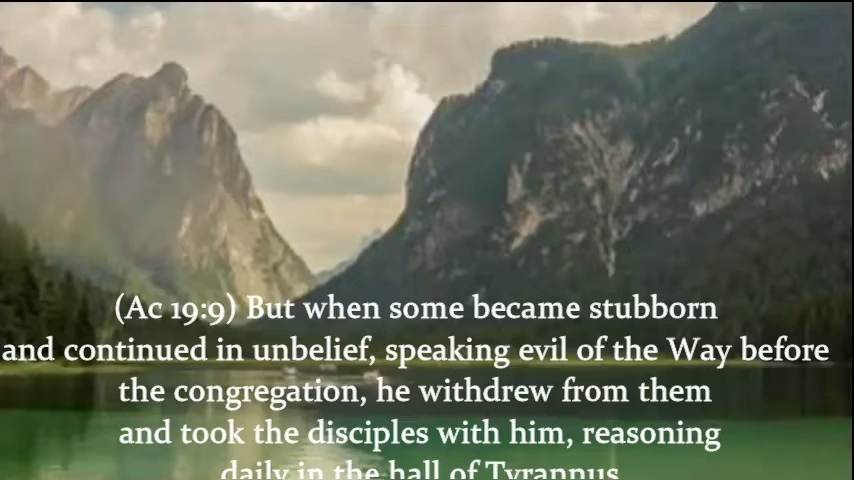 (Ac 19:9) But when some became stubborn
and continued in unbelief, speaking evil of the Way before
the congregation, he withdrew from them
and took the disciples with him, reasoning
daily in the hall of Tyrannus